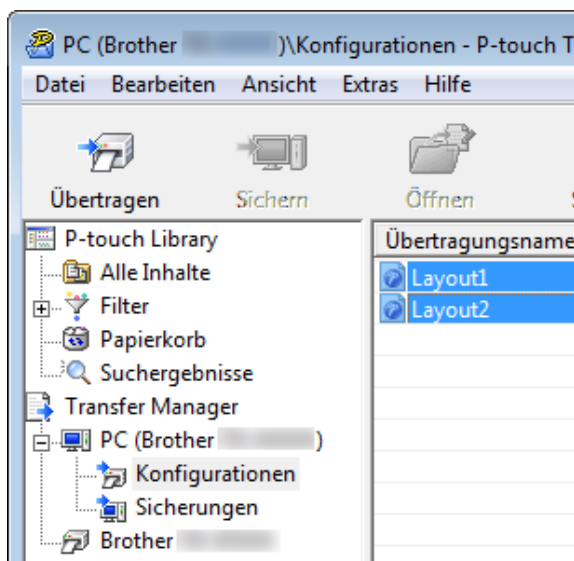 PC (Brother )\Konfigurationen - P-touch T
Datei Bearbeiten Ansicht Extras Hilfe
Übertragen Sichern Öffnen
P-touch Library
Alle Inhalte
Filter
Papierkorb
Suchergebnisse
Transfer Manager
PC (Brother )
Konfigurationen
Sicherungen
Brother
Übertragungsname
Layout1
Layout2